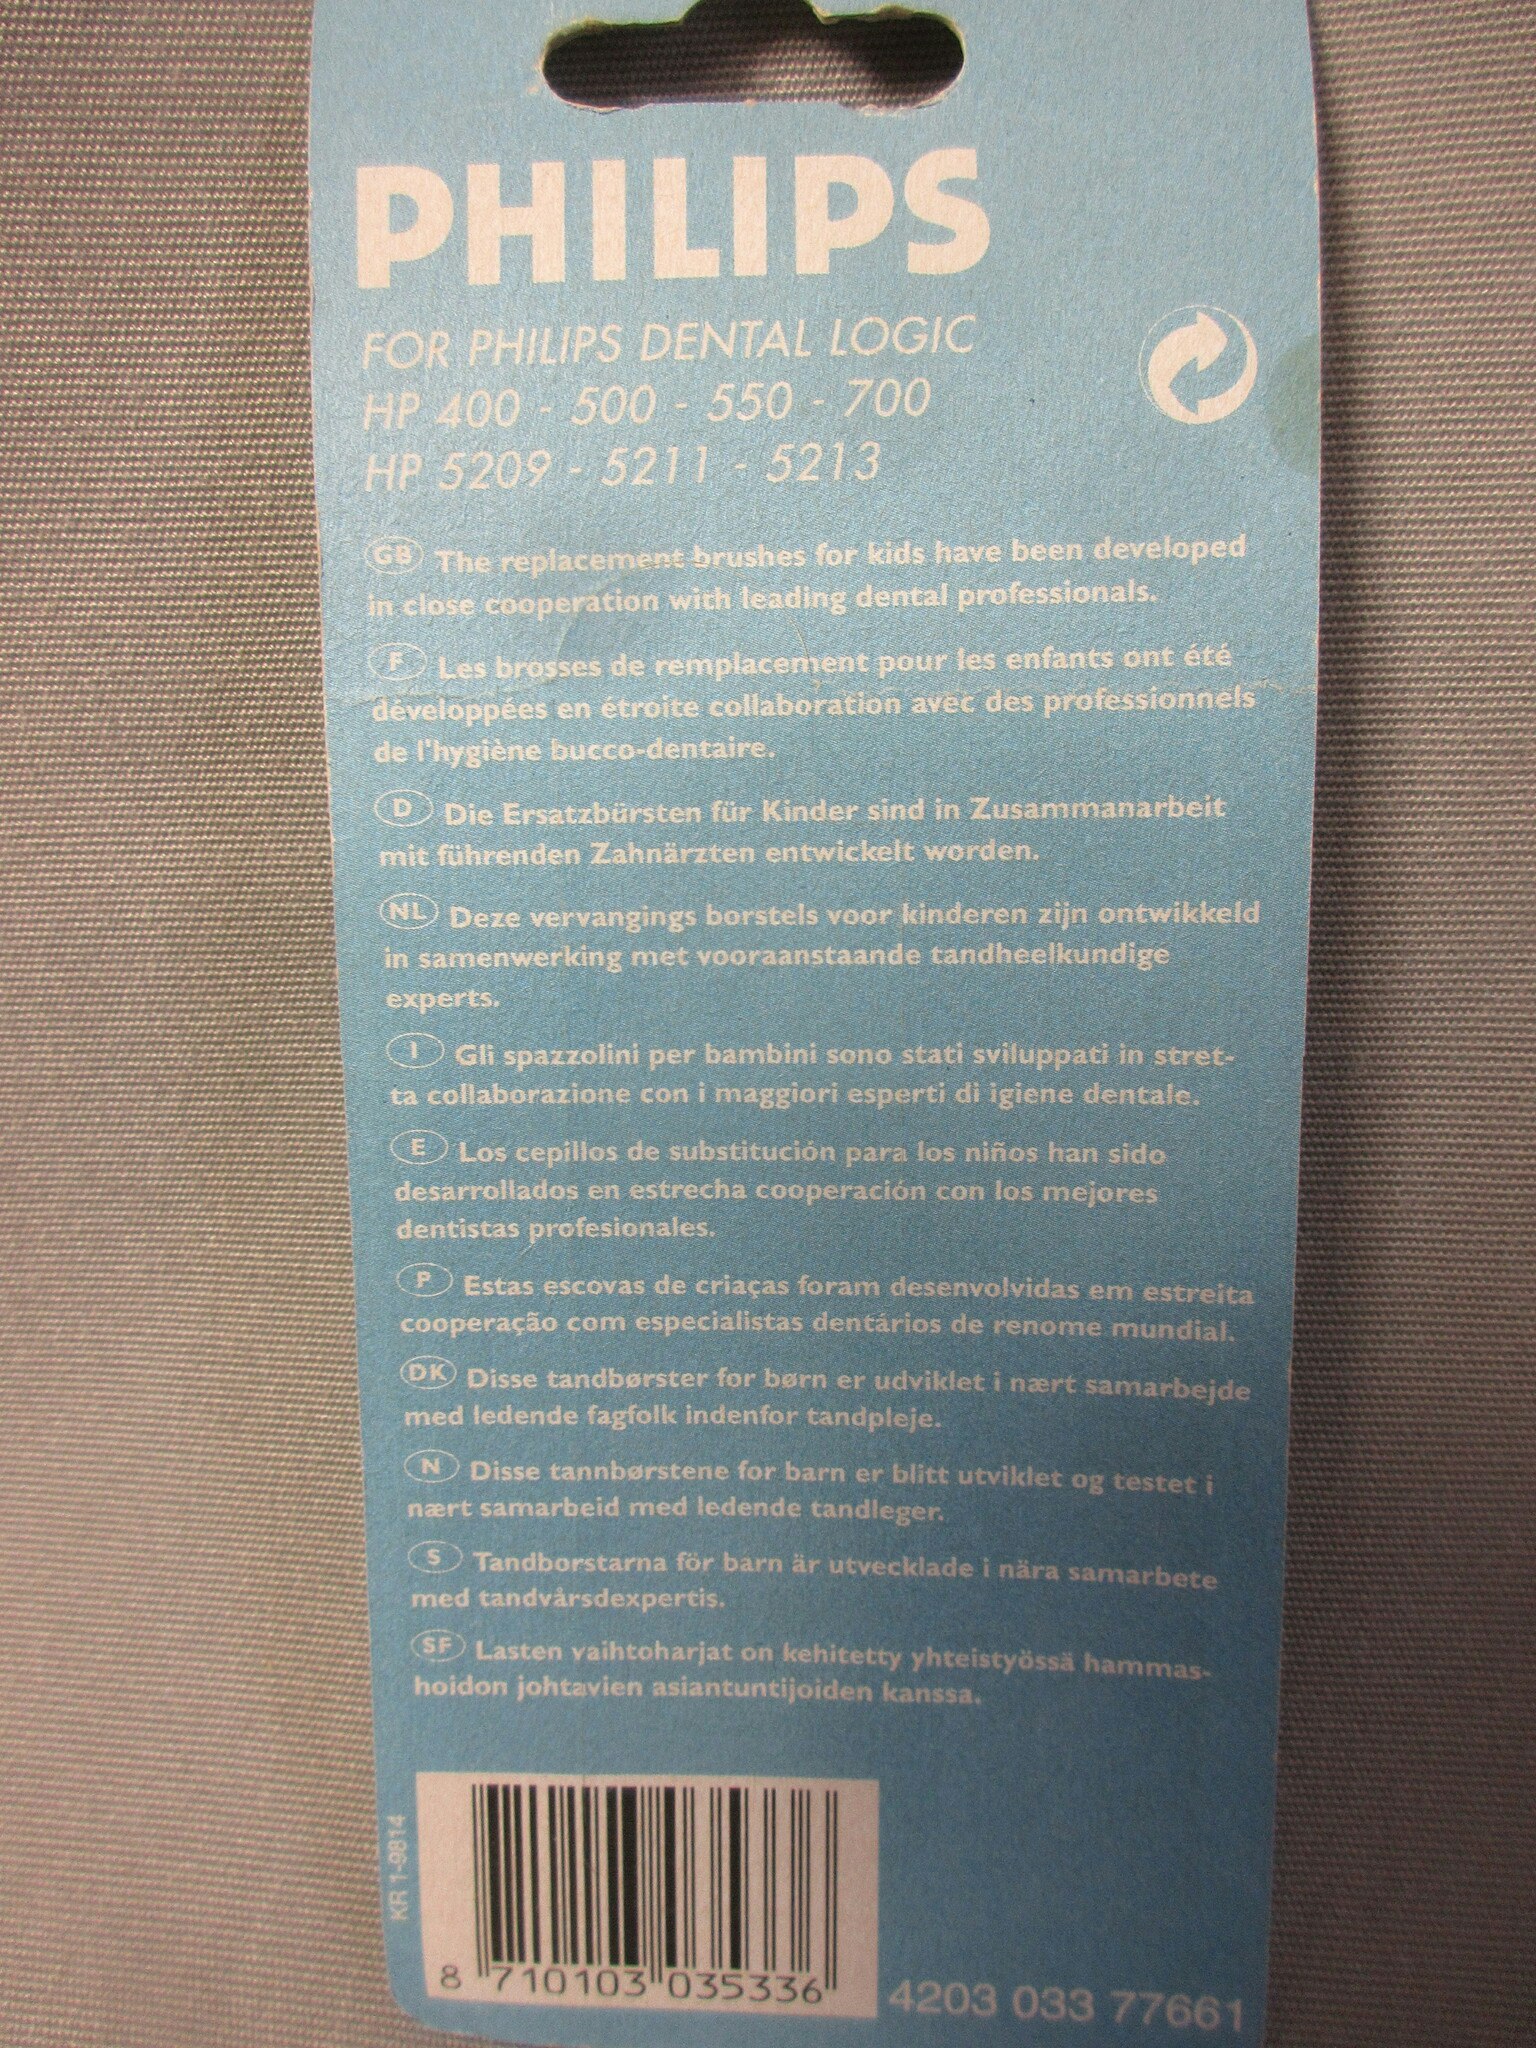 PHILIPS
FOR PHILIPS DENTAL LOGIC
HP 400 - 500 - 550 - 700
HP 5209 - 5211 - 5213
GB The replacement brushes for kids have been developed
in close cooperation with leading dental professionals.
F Les brosses de remplacement pour les enfants ont été
développées en étroite collaboration avec des professionnels
de l'hygiène bucco-dentaire.
D Die Ersatzbürsten für Kinder sind in Zusammanarbeit
mit führenden Zahnärzten entwickelt worden.
NL Deze vervangings borstels voor kinderen zijn ontwikkeld
in samenwerking met vooraanstaande tandheelkundige
experts.
I Gli spazzolini per bambini sono stati sviluppati in stret-
ta collaborazione con i maggiori esperti di igiene dentale.
E Los cepillos de substitución para los niños han sido
desarrollados en estrecha cooperación con los mejores
dentistas profesionales.
P Estas escovas de criaças foram desenvolvidas em estreita
cooperação com especialistas dentários de renome mundial.
DK Disse tandbørster for børn er udviklet i nært samarbejde
med ledende fagfolk indenfor tandpleje.
N Disse tannbørstene for barn er blitt utviklet og testet i
nært samarbeid med ledende tandleger.
S Tandborstarna för barn är utvecklade i nära samarbete
med tandvårsdexpertis.
SF Lasten vaihtoharjat on kehitetty yhteistyössä hammas-
hoidon johtavien asiantuntijoiden kanssa.
KR 1-9814
8 710103 035336
4203 033 77661